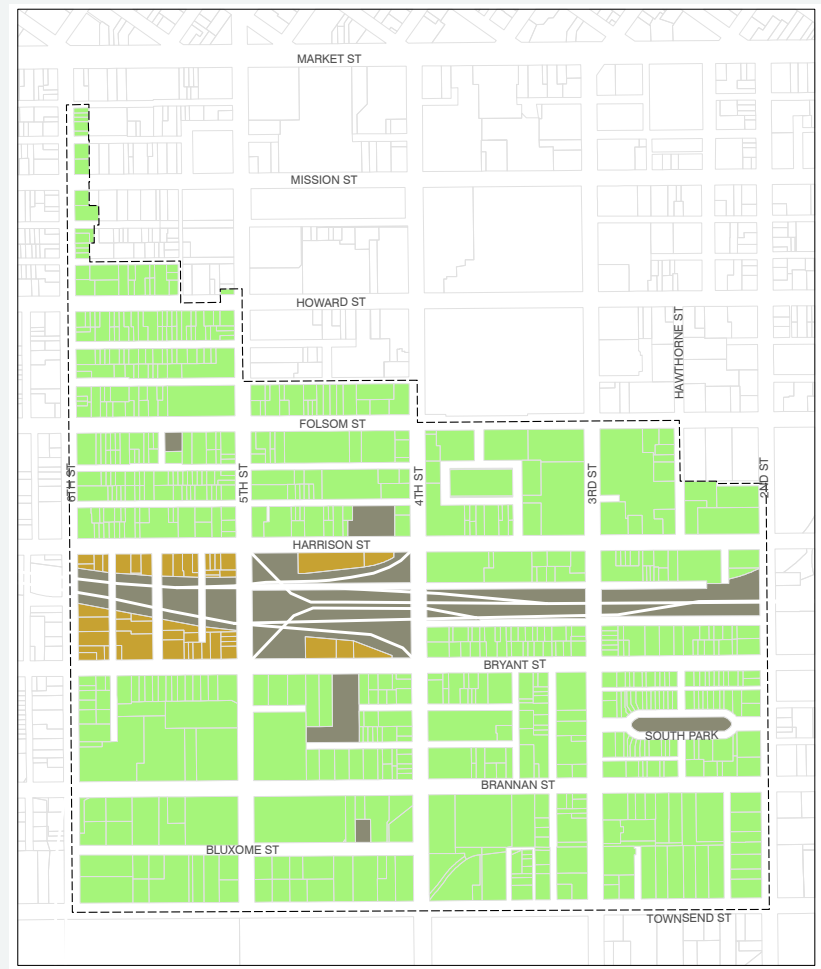 MARKET ST
MISSION ST
HOWARD ST
HAWTHORNE ST
FOLSOM ST
6TH ST
5TH ST
4TH ST
3RD ST
2ND ST
HARRISON ST
BRYANT ST
SOUTH PARK
BRANNAN ST
BLUXOME ST
TOWNSEND ST